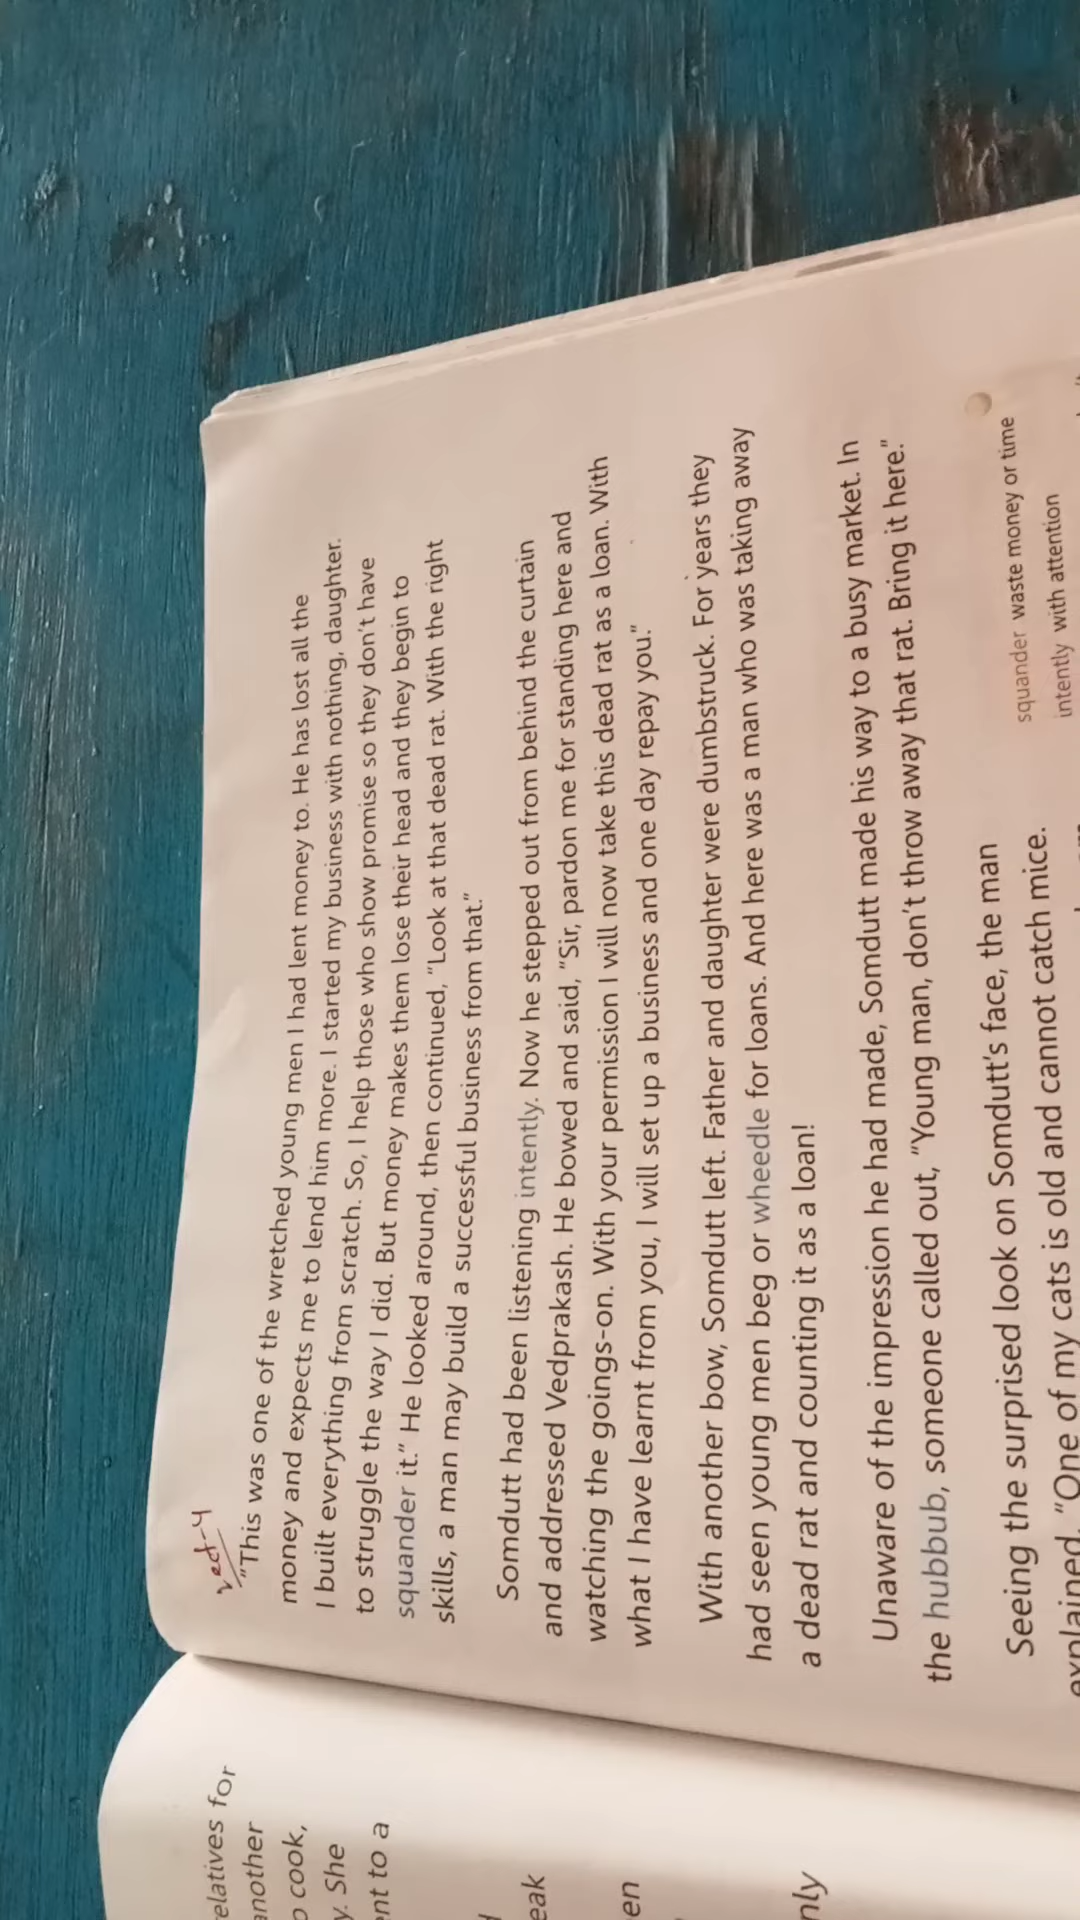 relatives for
another
cook,
She
to a
"This was one of the wretched young men I had lent money to. He has lost all the
money and expects me to lend him more. I started my business with nothing, daughter.
I built everything from scratch. So, I help those who show promise so they don't have
to struggle the way I did. But money makes them lose their head and they begin to
squander it." He looked around, then continued, "Look at that dead rat. With the right
skills, a man may build a successful business from that."
Somdutt had been listening intently. Now he stepped out from behind the curtain
and addressed Vedprakash. He bowed and said, "Sir, pardon me for standing here and
watching the goings-on. With your permission I will now take this dead rat as a loan. With
what I have learnt from you, I will set up a business and one day repay you."
With another bow, Somdutt left. Father and daughter were dumbstruck. For years they
had seen young men beg or wheedle for loans. And here was a man who was taking away
a dead rat and counting it as a loan!
Unaware of the impression he had made, Somdutt made his way to a busy market. In
the hubbub, someone called out, "Young man, don't throw away that rat. Bring it here."
Seeing the surprised look on Somdutt's face, the man
explained, "One of my cats is old and cannot catch mice.
squander waste money or time
intently with attention